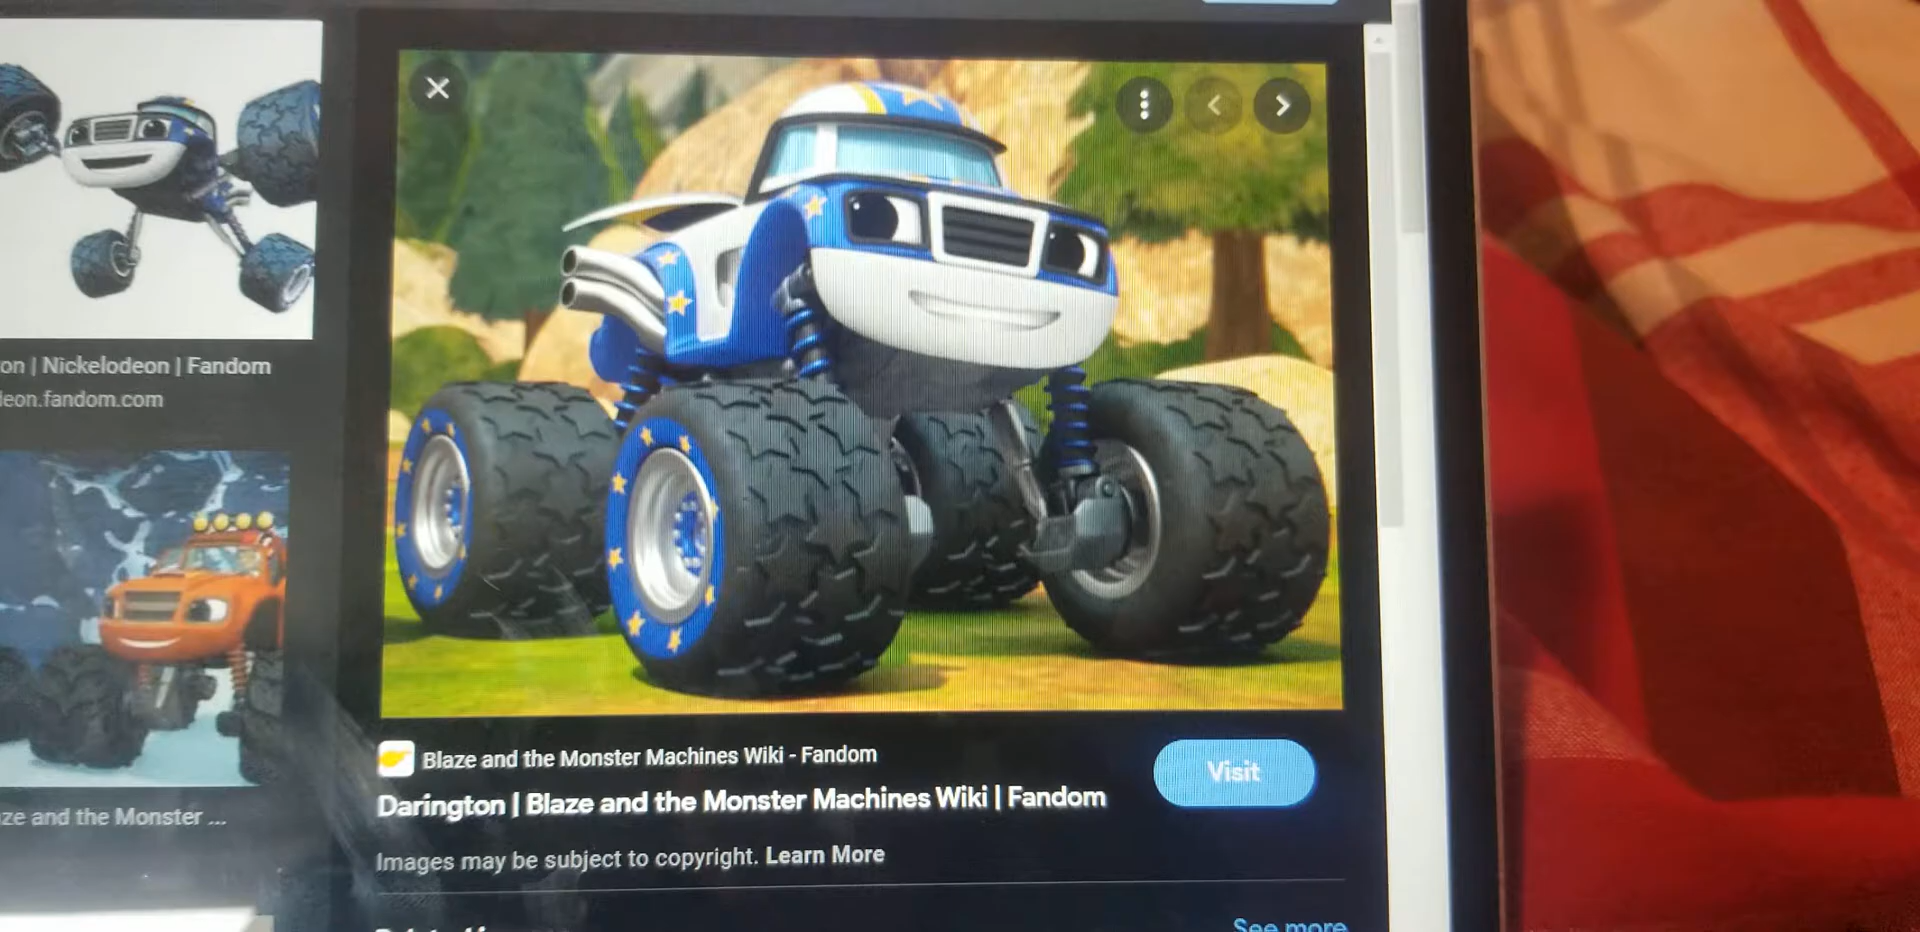 on | Nickelodeon | Fandom
eon.fandom.com
ze and the Monster ...
Blaze and the Monster Machines Wiki - Fandom
Visit
Darington | Blaze and the Monster Machines Wiki | Fandom
Images may be subject to copyright. Learn More
See more